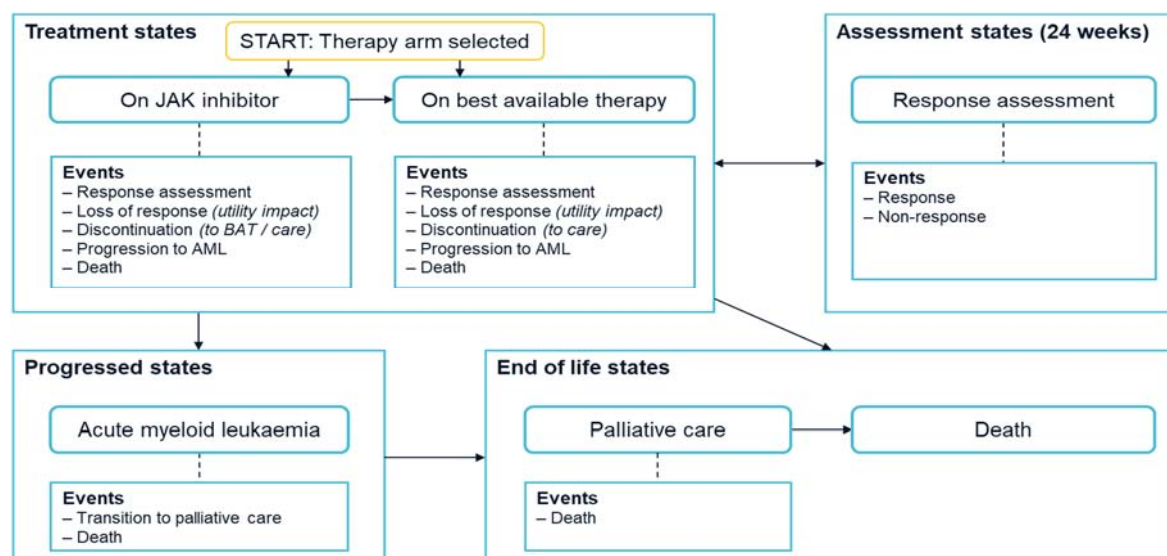 Treatment states
START: Therapy arm selected
On JAK inhibitor
On best available therapy
Events
– Response assessment
– Loss of response (utility impact)
– Discontinuation (to BAT / care)
– Progression to AML
– Death
Events
– Response assessment
– Loss of response (utility impact)
– Discontinuation (to care)
– Progression to AML
– Death
Assessment states (24 weeks)
Response assessment
Events
– Response
– Non-response
Progressed states
Acute myeloid leukaemia
Events
– Transition to palliative care
– Death
End of life states
Palliative care
Death
Events
– Death